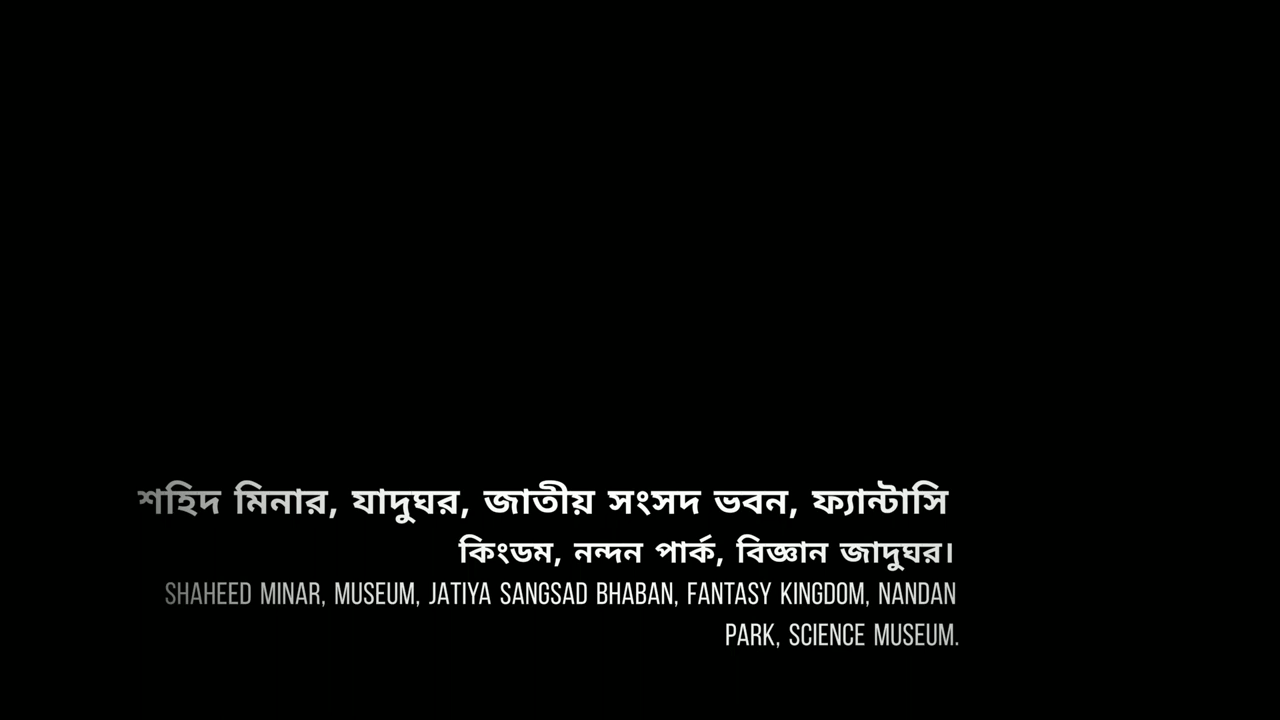 শহিদ মিনার, যাদুঘর, জাতীয় সংসদ ভবন, ফ্যান্টাসি
কিংডম, নন্দন পার্ক, বিজ্ঞান জাদুঘর।
SHAHEED MINAR, MUSEUM, JATIYA SANGSAD BHABAN, FANTASY KINGDOM, NANDAN
PARK, SCIENCE MUSEUM.